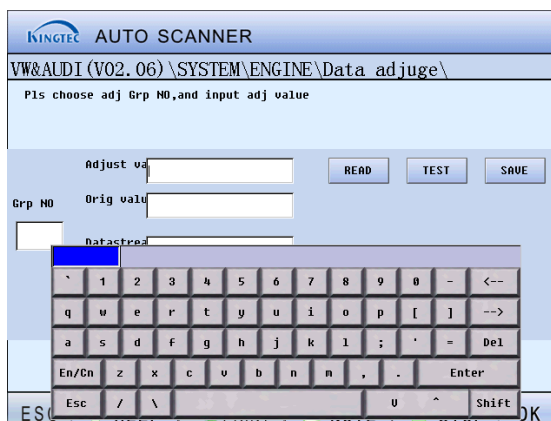 KINGTEC AUTO SCANNER
VW&AUDI(V02.06)\SYSTEM\ENGINE\Data adjuge\
Pls choose adj Grp NO,and input adj value
Adjust va
READ TEST SAVE
Orig valu
Grp NO
Datastrea
` 1 2 3 4 5 6 7 8 9 0 - <--
q w e r t y u i o p [ ] -->
a s d f g h j k l ; ' = Del
En/Cn z x c v b n m , . Enter
Esc / \ U ^ Shift
ESC OK